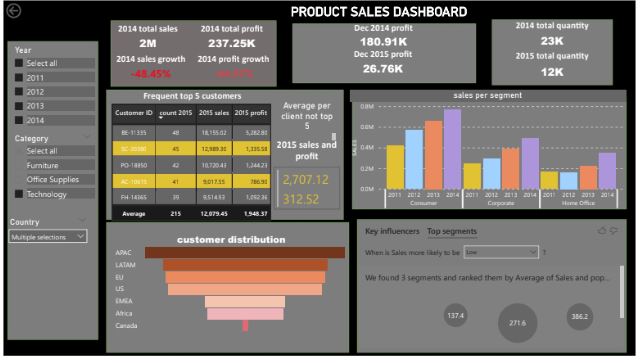 PRODUCT SALES DASHBOARD
Year
Select all
2011
2012
2013
2014
Category
Select all
Furniture
Office Supplies
Technology
Country
Multiple selections
2014 total sales
2M
2014 sales growth
-48.45%
2014 total profit
237.25K
2014 profit growth
Dec 2014 profit
180.91K
Dec 2015 profit
26.76K
2014 total quantity
23K
2015 total quantity
12K
Frequent top 5 customers
Customer ID count 2015 2015 sales 2015 profit
BE-11335 48 18,155.02 5,282.80
45 12,989.30 1,335.58
PO-18850 42 10,720.43 1,244.23
41 9,017.55 786.90
FH-14365 39 9,514.93 1,092.36
Average 215 12,079.45 1,948.37
Average per
client not top
5
2015 sales and
profit
2,707.12
312.52
sales per segment
SALES
0.8M
0.6M
0.4M
0.2M
0.0M
2011 2012 2013 2014 2011 2012 2013 2014 2011 2012 2013 2014
Consumer Corporate Home Office
customer distribution
APAC
LATAM
EU
US
EMEA
Africa
Canada
Key influencers Top segments
When is Sales more likely to be Low ?
We found 3 segments and ranked them by Average of Sales and pop...
137.4
271.6
386.2